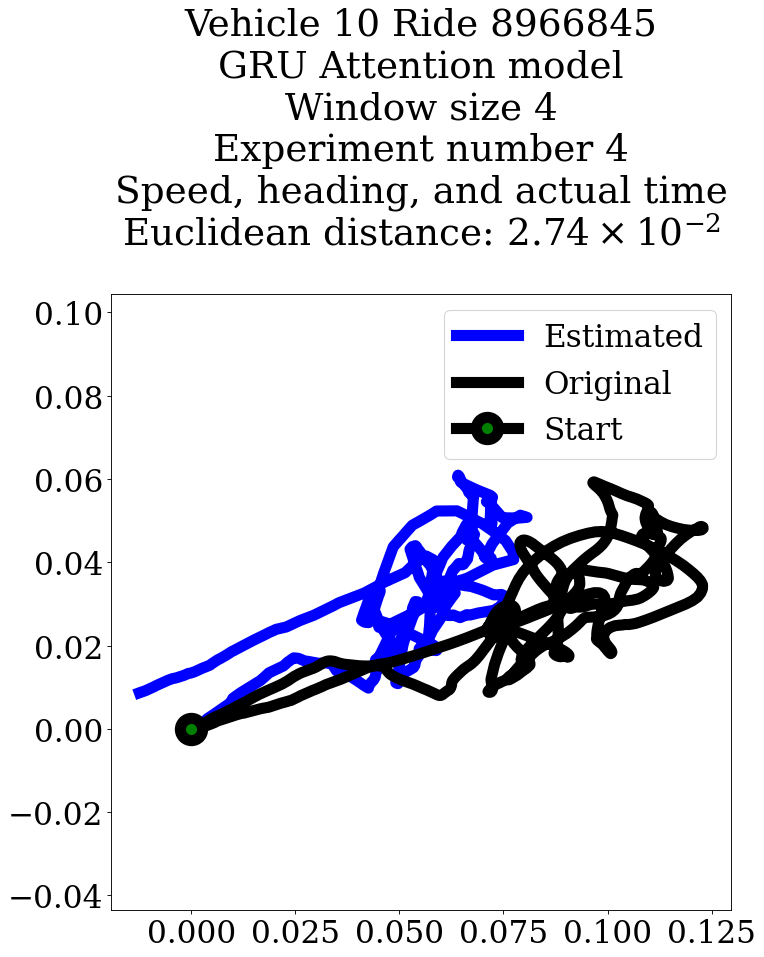 Vehicle 10 Ride 8966845
GRU Attention model
Window size 4
Experiment number 4
Speed, heading, and actual time
Euclidean distance: 2.74 × 10⁻²
Estimated
Original
Start
0.10
0.08
0.06
0.04
0.02
0.00
−0.02
−0.04
0.000 0.025 0.050 0.075 0.100 0.125